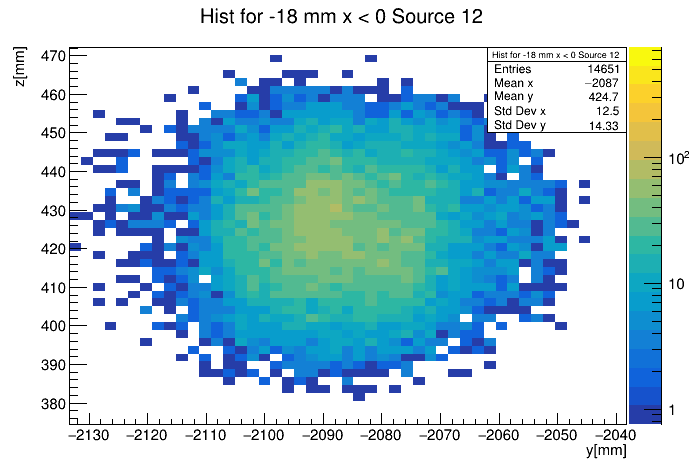 Hist for -18 mm x < 0 Source 12
z[mm]
470
460
450
440
430
420
410
400
390
380
Hist for -18 mm x < 0 Source 12
Entries 14651
Mean x −2087
Mean y 424.7
Std Dev x 12.5
Std Dev y 14.33
10²
10
1
−2130 −2120 −2110 −2100 −2090 −2080 −2070 −2060 −2050 −2040
y[mm]